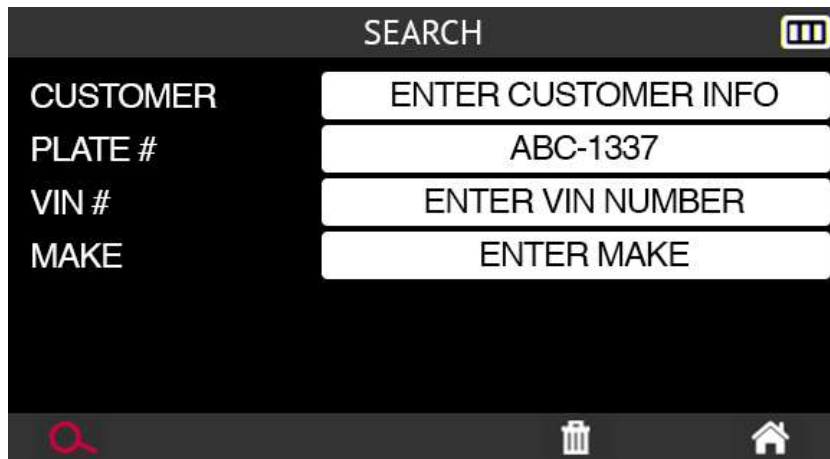 SEARCH
CUSTOMER ENTER CUSTOMER INFO
PLATE # ABC-1337
VIN # ENTER VIN NUMBER
MAKE ENTER MAKE